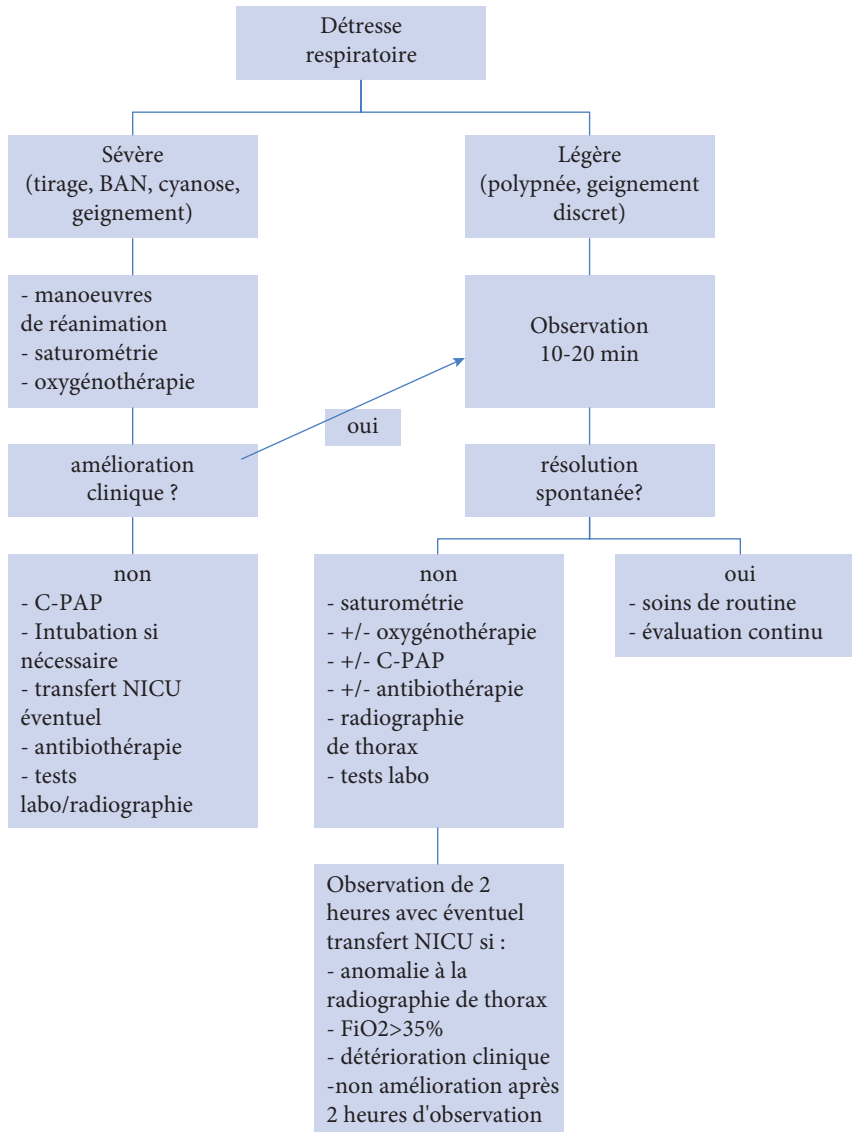 Détresse
respiratoire
Sévère
(tirage, BAN, cyanose,
geignement)
Légère
(polypnée, geignement
discret)
- manoeuvres
de réanimation
- saturométrie
- oxygénothérapie
Observation
10-20 min
oui
amélioration
clinique ?
résolution
spontanée?
non
- C-PAP
- Intubation si
nécessaire
- transfert NICU
éventuel
- antibiothérapie
- tests
labo/radiographie
non
- saturométrie
- +/- oxygénothérapie
- +/- C-PAP
- +/- antibiothérapie
- radiographie
de thorax
- tests labo
oui
- soins de routine
- évaluation continu
Observation de 2
heures avec éventuel
transfert NICU si :
- anomalie à la
radiographie de thorax
- FiO2>35%
- détérioration clinique
-non amélioration après
2 heures d'observation